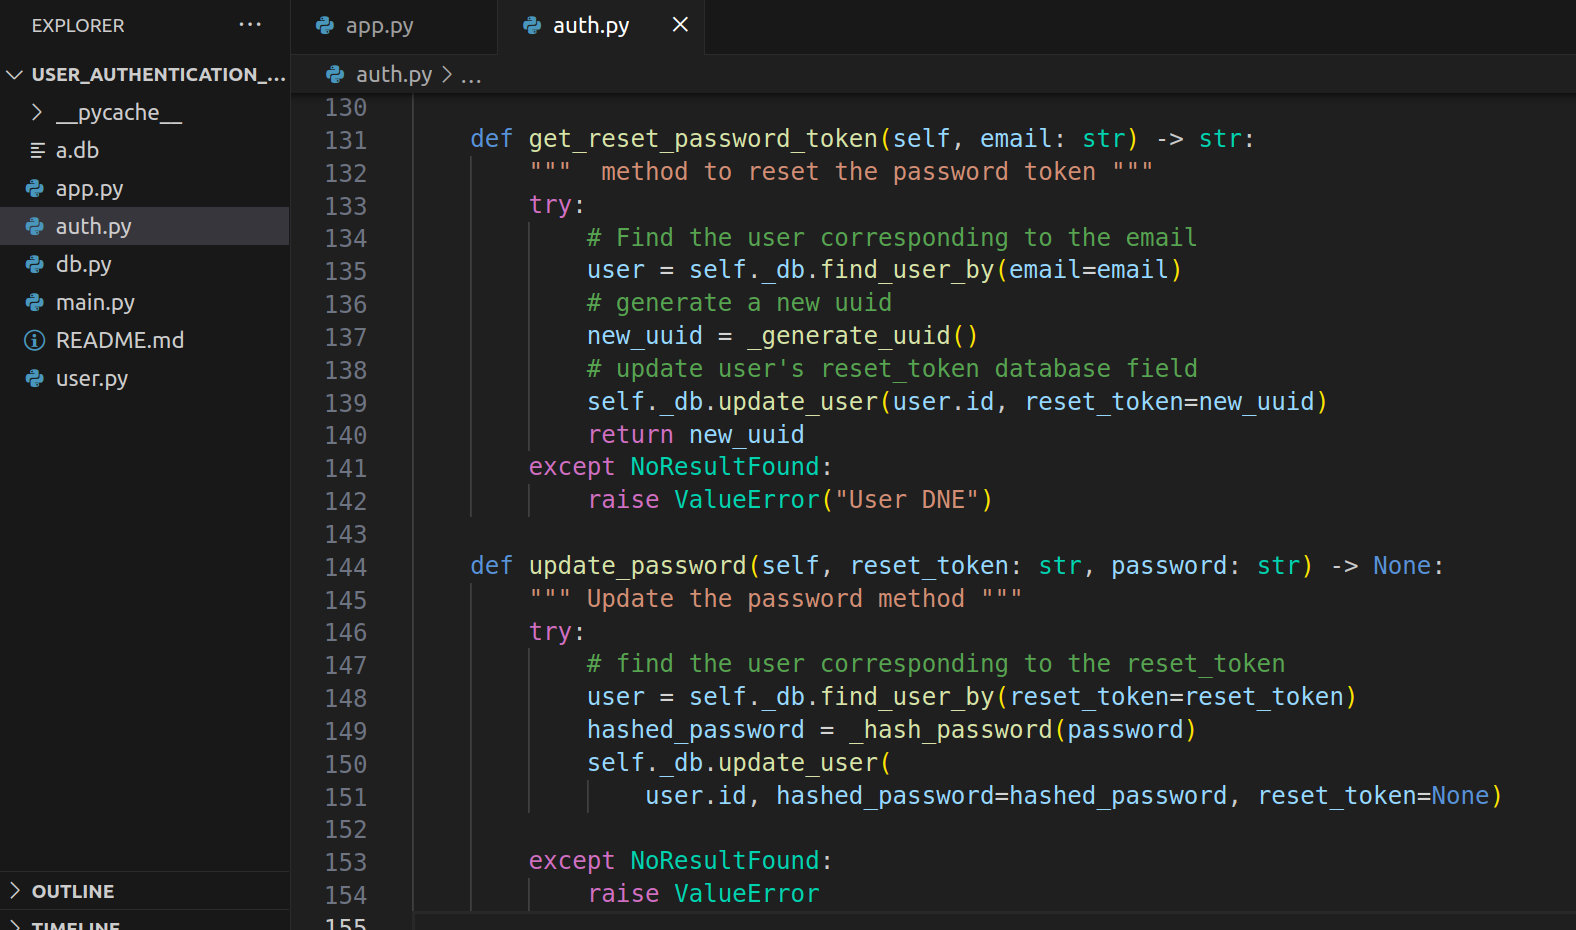 EXPLORER ...
USER_AUTHENTICATION_...
__pycache__
a.db
app.py
auth.py
db.py
main.py
README.md
user.py
OUTLINE
TIMELINE
app.py
auth.py
auth.py > ...
130
131 def get_reset_password_token(self, email: str) -> str:
132 """  method to reset the password token """
133 try:
134 # Find the user corresponding to the email
135 user = self._db.find_user_by(email=email)
136 # generate a new uuid
137 new_uuid = _generate_uuid()
138 # update user's reset_token database field
139 self._db.update_user(user.id, reset_token=new_uuid)
140 return new_uuid
141 except NoResultFound:
142 raise ValueError("User DNE")
143
144 def update_password(self, reset_token: str, password: str) -> None:
145 """ Update the password method """
146 try:
147 # find the user corresponding to the reset_token
148 user = self._db.find_user_by(reset_token=reset_token)
149 hashed_password = _hash_password(password)
150 self._db.update_user(
151 user.id, hashed_password=hashed_password, reset_token=None)
152
153 except NoResultFound:
154 raise ValueError
155